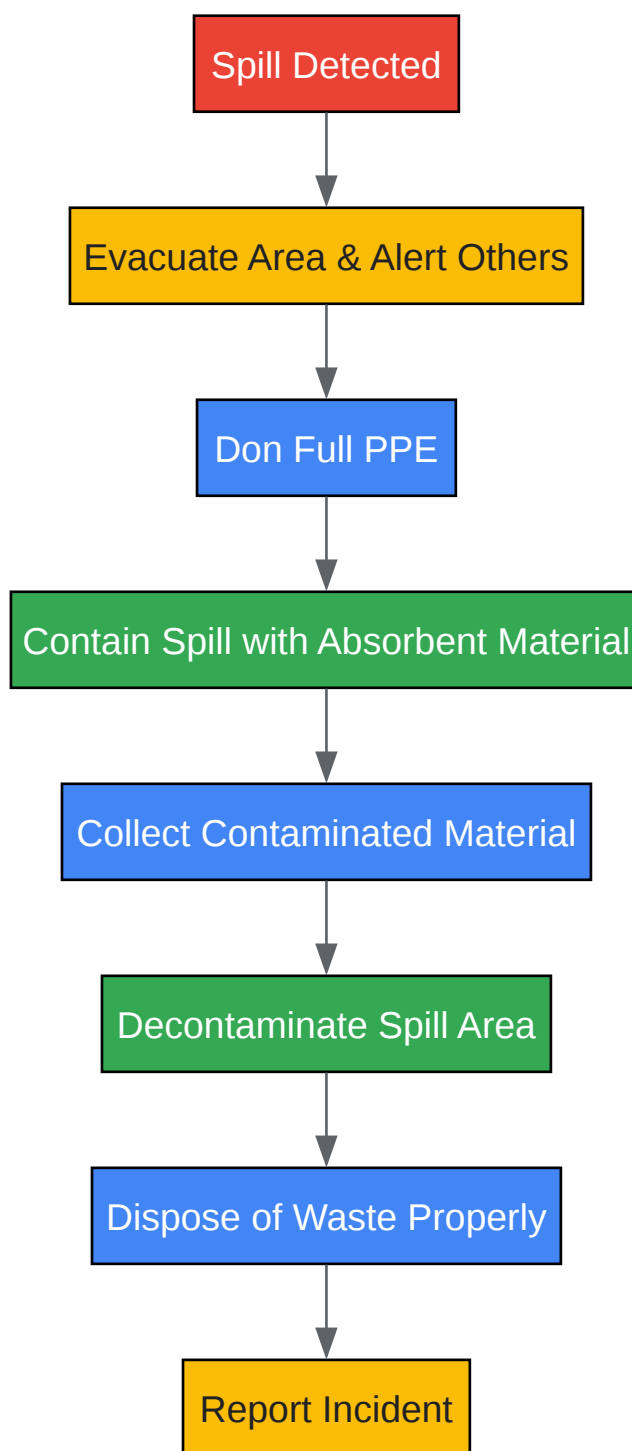 Spill Detected
Evacuate Area & Alert Others
Don Full PPE
Contain Spill with Absorbent Material
Collect Contaminated Material
Decontaminate Spill Area
Dispose of Waste Properly
Report Incident